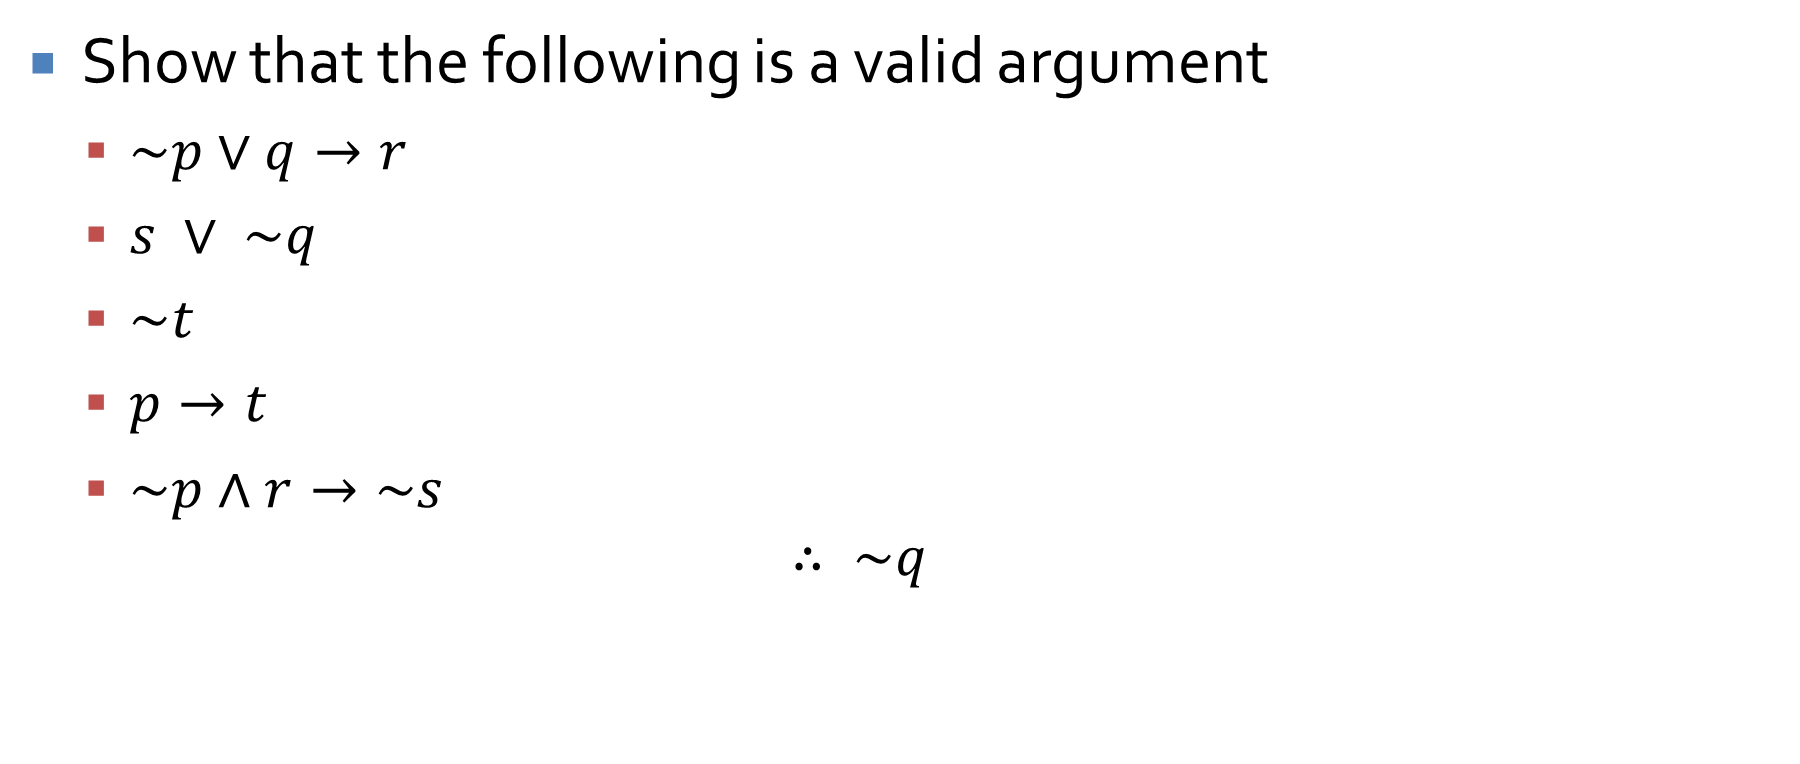 Show that the following is a valid argument
~p ∨ q → r
s ∨ ~q
~t
p → t
~p ∧ r → ~s
∴ ~q